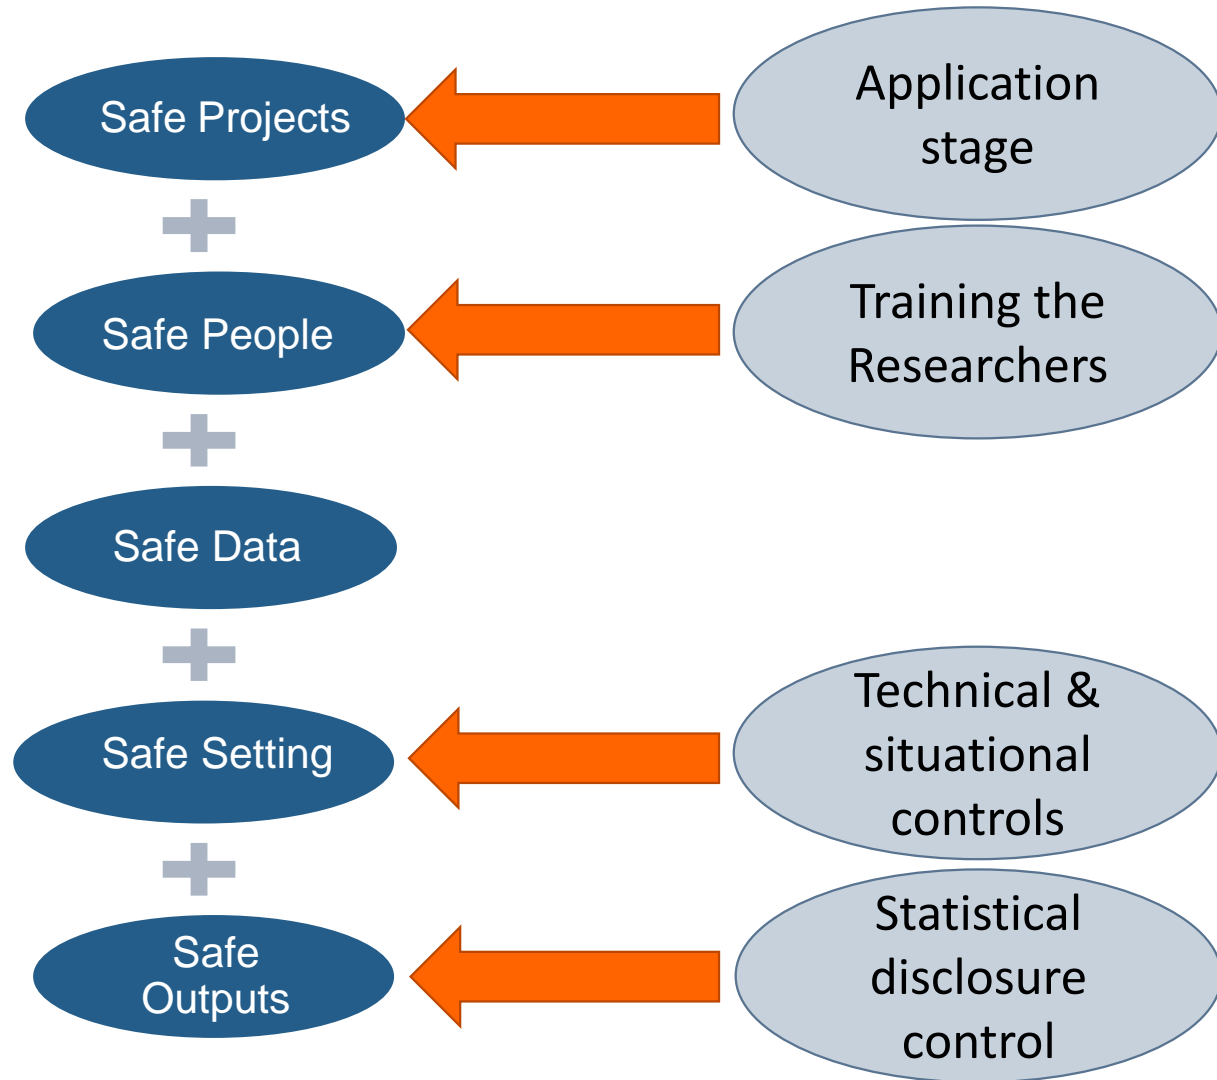 Safe Projects
Application
stage
Safe People
Training the
Researchers
Safe Data
Safe Setting
Technical &
situational
controls
Safe
Outputs
Statistical
disclosure
control